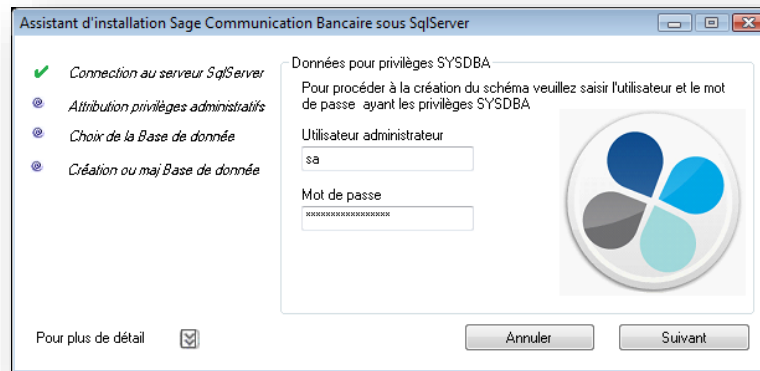 Assistant d'installation Sage Communication Bancaire sous SqlServer
Connection au serveur SqlServer
Attribution privilèges administratifs
Choix de la Base de donnée
Création ou maj Base de donnée
Données pour privilèges SYSDBA
Pour procéder à la création du schéma veuillez saisir l'utilisateur et le mot
de passe ayant les privilèges SYSDBA
Utilisateur administrateur
sa
Mot de passe
×××××××××××××××××
Pour plus de détail
Annuler
Suivant